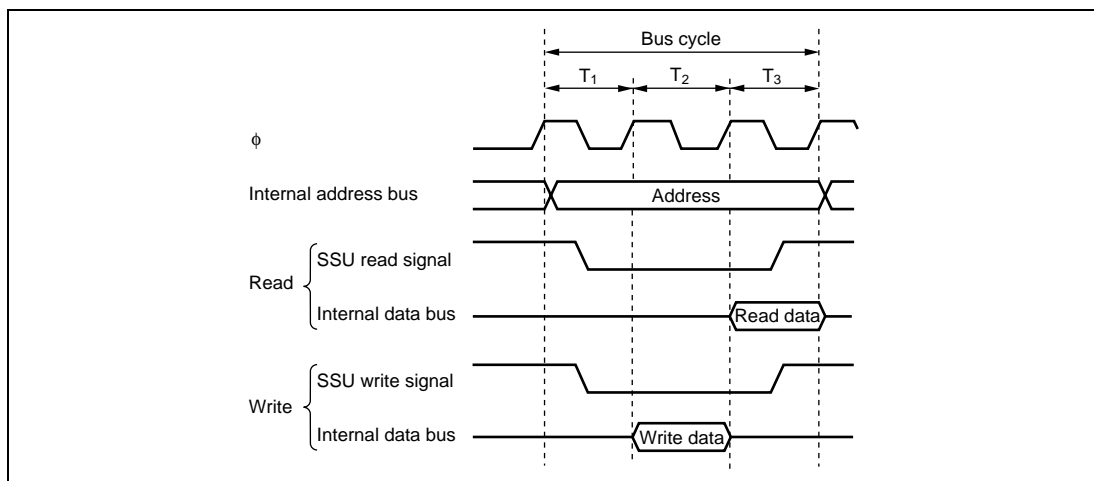 Bus cycle
T1 T2 T3
ϕ
Internal address bus Address
SSU read signal
Read
Internal data bus Read data
SSU write signal
Write
Internal data bus Write data